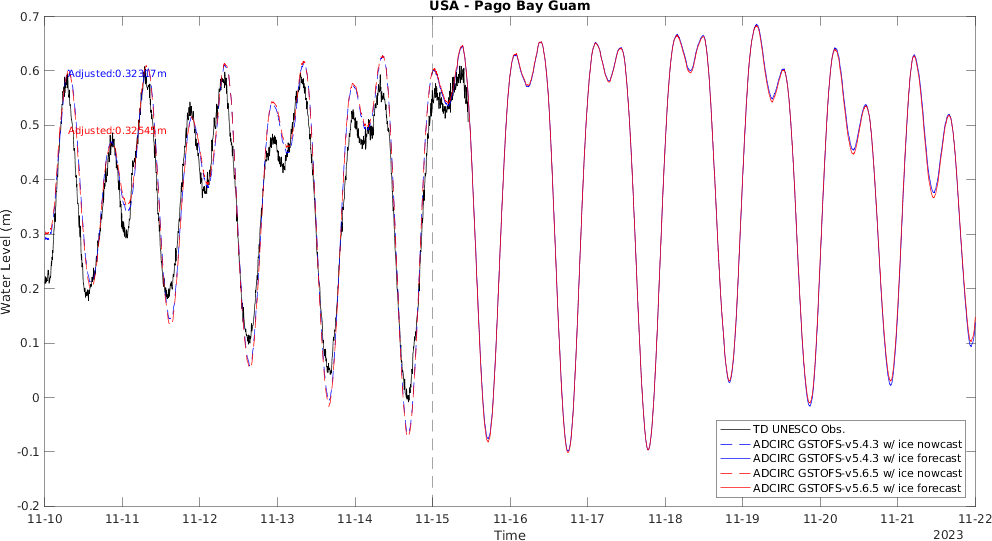 USA - Pago Bay Guam
0.7
0.6
0.5
0.4
0.3
0.2
0.1
0
-0.1
-0.2
Water Level (m)
Adjusted:0.32317m
Adjusted:0.32545m
TD UNESCO Obs.
ADCIRC GSTOFS-v5.4.3 w/ ice nowcast
ADCIRC GSTOFS-v5.4.3 w/ ice forecast
ADCIRC GSTOFS-v5.6.5 w/ ice nowcast
ADCIRC GSTOFS-v5.6.5 w/ ice forecast
11-10 11-11 11-12 11-13 11-14 11-15 11-16 11-17 11-18 11-19 11-20 11-21 11-22
Time
2023